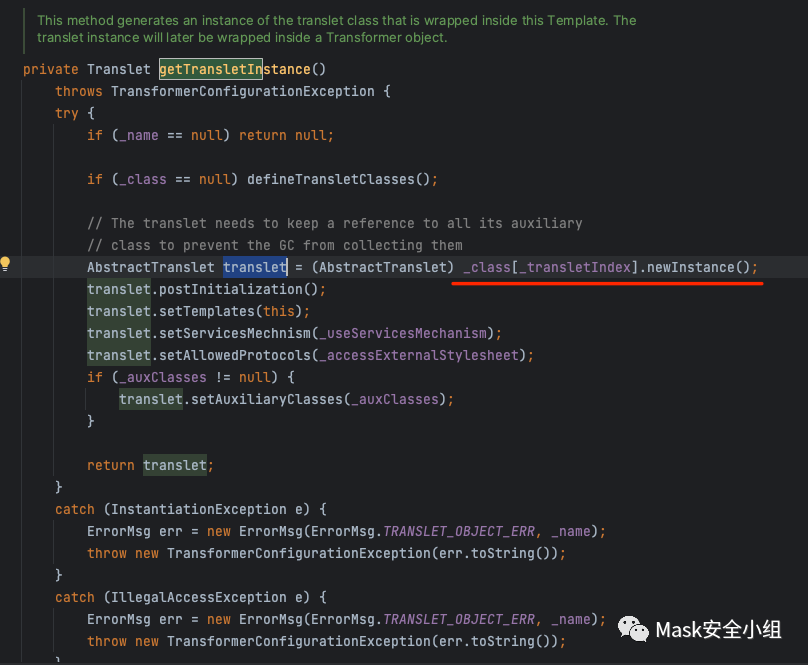 This method generates an instance of the translet class that is wrapped inside this Template. The
translet instance will later be wrapped inside a Transformer object.
private Translet getTransletInstance()
throws TransformerConfigurationException {
try {
if (_name == null) return null;
if (_class == null) defineTransletClasses();
// The translet needs to keep a reference to all its auxiliary
// class to prevent the GC from collecting them
AbstractTranslet translet = (AbstractTranslet) _class[_transletIndex].newInstance();
translet.postInitialization();
translet.setTemplates(this);
translet.setServicesMechnism(_useServicesMechanism);
translet.setAllowedProtocols(_accessExternalStylesheet);
if (_auxClasses != null) {
translet.setAuxiliaryClasses(_auxClasses);
}
return translet;
}
catch (InstantiationException e) {
ErrorMsg err = new ErrorMsg(ErrorMsg.TRANSLET_OBJECT_ERR, _name);
throw new TransformerConfigurationException(err.toString());
}
catch (IllegalAccessException e) {
ErrorMsg err = new ErrorMsg(ErrorMsg.TRANSLET_OBJECT_ERR, _name);
throw new TransformerConfigurationException(err.toString());
}
Mask安全小组